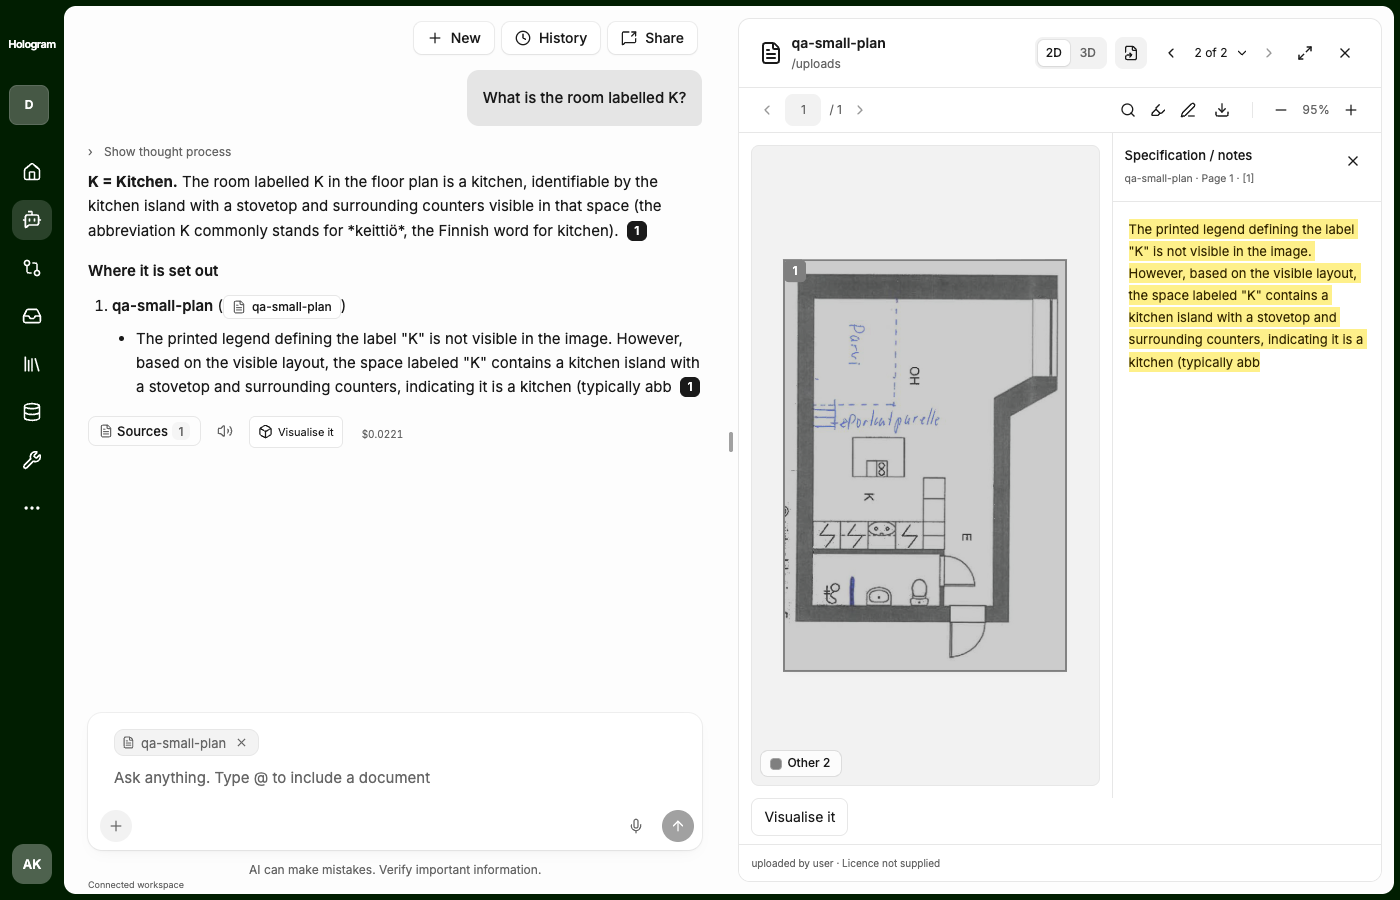 Hologram
D
AK
New
History
Share
What is the room labelled K?
Show thought process
K = Kitchen. The room labelled K in the floor plan is a kitchen, identifiable by the
kitchen island with a stovetop and surrounding counters visible in that space (the
abbreviation K commonly stands for *keittiö*, the Finnish word for kitchen). 1
Where it is set out
1. qa-small-plan ( qa-small-plan )
• The printed legend defining the label "K" is not visible in the image. However,
based on the visible layout, the space labeled "K" contains a kitchen island with
a stovetop and surrounding counters, indicating it is a kitchen (typically abb 1
Sources 1
Visualise it
$0.0221
qa-small-plan
Ask anything. Type @ to include a document
AI can make mistakes. Verify important information.
Connected workspace
qa-small-plan
/uploads
2D
3D
2 of 2
1 / 1
95%
1
Parvi
OH
K
E
Other 2
Visualise it
Specification / notes
qa-small-plan · Page 1 · [1]
The printed legend defining the label
"K" is not visible in the image.
However, based on the visible layout,
the space labeled "K" contains a
kitchen island with a stovetop and
surrounding counters, indicating it is a
kitchen (typically abb
uploaded by user · Licence not supplied